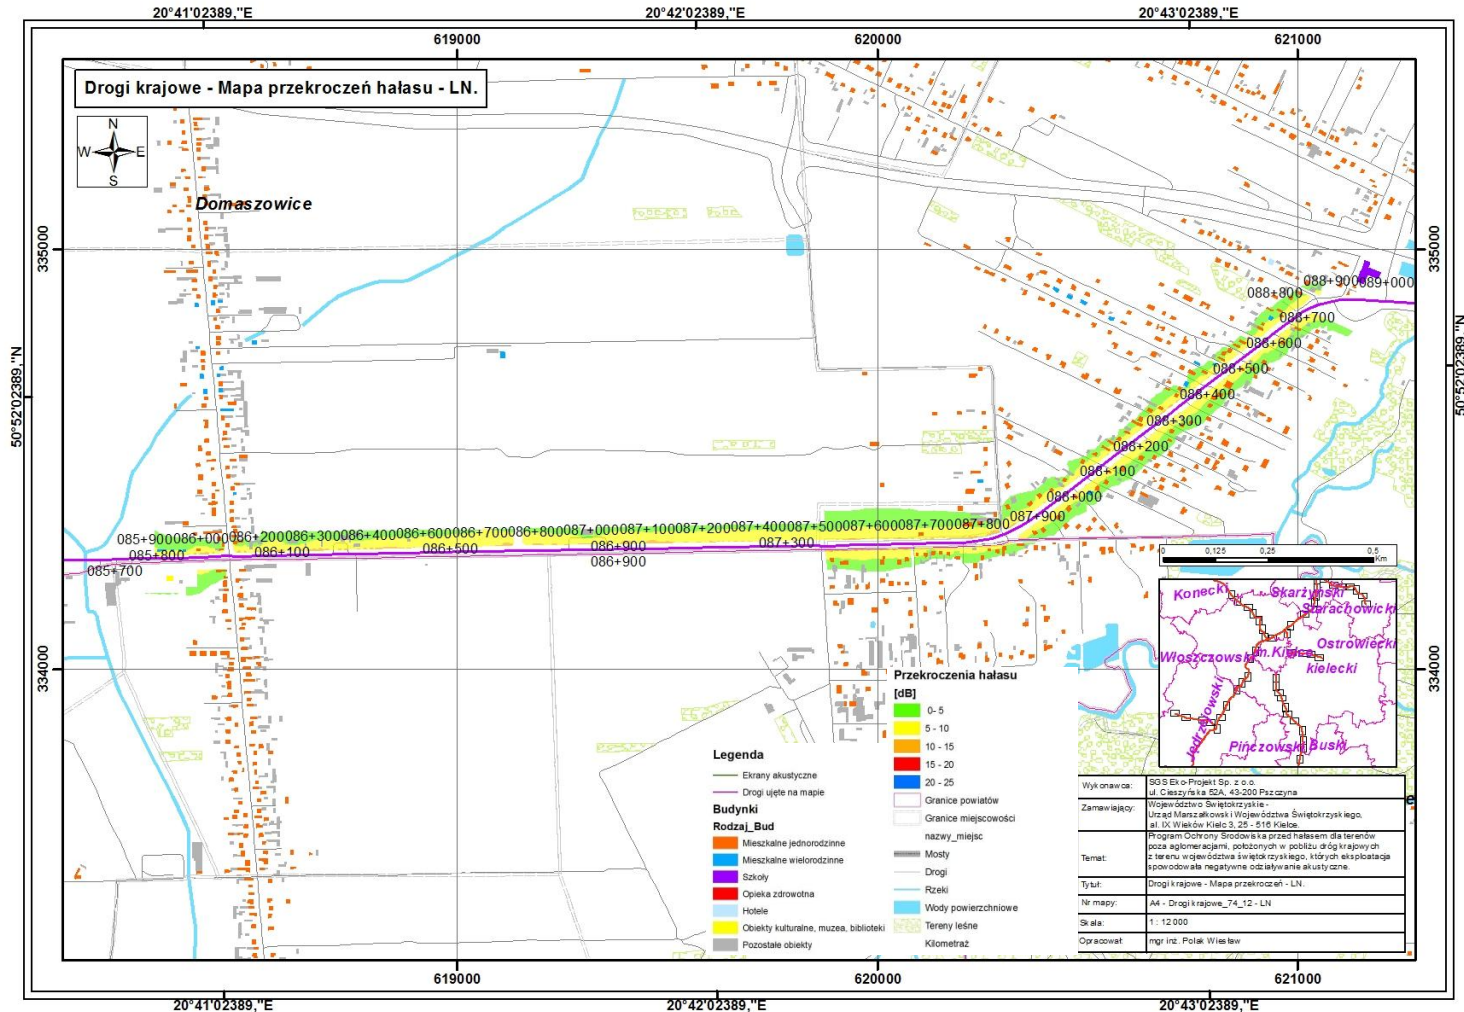 20°41'02389,"E
20°42'02389,"E
20°43'02389,"E
619000
620000
621000
Drogi krajowe - Mapa przekroczeń hałasu - LN.
N
W
E
S
Domaszowice
335000
335000
50°52'02389,"N
50°52'02389,"N
334000
334000
088+900
089+000
088+800
088+700
088+600
088+500
088+400
088+300
088+200
088+100
088+000
087+900
085+900
086+000
086+200
086+300
086+400
086+600
086+700
086+800
087+000
087+100
087+200
087+400
087+500
087+600
087+700
087+800
085+800
086+100
086+500
086+900
087+300
085+700
086+900
0
0,125
0,25
0,5
Km
Konecki
Skarżyński
Starachowicki
Ostrowiecki
Włoszczowski
m.Kielce
kielecki
Jędrzejowski
Pińczowski
Buski
Legenda
Ekrany akustyczne
Drogi ujęte na mapie
Budynki
Rodzaj_Bud
Mieszkalne jednorodzinne
Mieszkalne wielorodzinne
Szkoły
Opieka zdrowotna
Hotele
Obiekty kulturalne, muzea, biblioteki
Pozostałe obiekty
Przekroczenia hałasu
[dB]
0- 5
5 - 10
10 - 15
15 - 20
20 - 25
Granice powiatów
Granice miejscowości
nazwy_miejsc
Mosty
Drogi
Rzeki
Wody powierzchniowe
Tereny leśne
Kilometraż
Wykonawca:
SGS Eko-Projekt Sp. z o.o.
ul. Cieszyńska 52A, 43-200 Pszczyna
Zamawiający:
Województwo Świętokrzyskie -
Urząd Marszałkowski Województwa Świętokrzyskiego,
al. IX Wieków Kielc 3, 25 - 516 Kielce.
Temat:
Program Ochrony Środowiska przed hałasem dla terenów
poza aglomeracjami, położonych w pobliżu dróg krajowych
z terenu województwa świętokrzyskiego, których eksploatacja
spowodowała negatywne oddziaływanie akustyczne.
Tytuł:
Drogi krajowe - Mapa przekroczeń - LN.
Nr mapy:
A4 - Drogi krajowe_74_12 - LN
Skala:
1 : 12 000
Opracował:
mgr inż. Polak Wiesław
619000
620000
621000
20°41'02389,"E
20°42'02389,"E
20°43'02389,"E